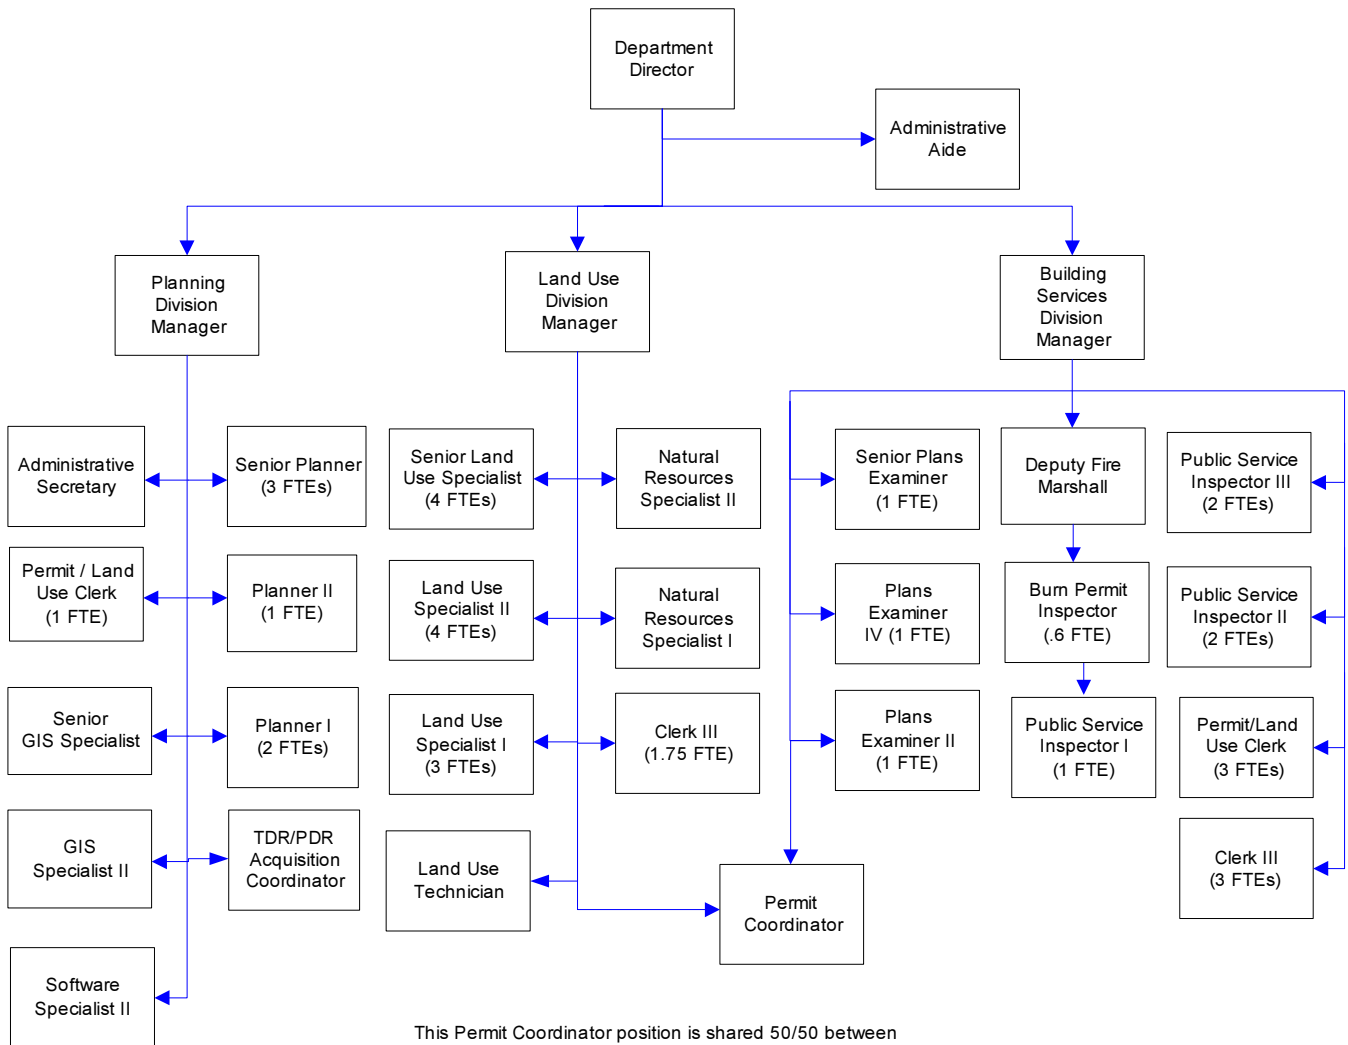 Department
Director
Administrative
Aide
Planning
Division
Manager
Land Use
Division
Manager
Building
Services
Division
Manager
Administrative
Secretary
Senior Planner
(3 FTEs)
Senior Land
Use Specialist
(4 FTEs)
Natural
Resources
Specialist II
Senior Plans
Examiner
(1 FTE)
Deputy Fire
Marshall
Public Service
Inspector III
(2 FTEs)
Permit / Land
Use Clerk
(1 FTE)
Planner II
(1 FTE)
Land Use
Specialist II
(4 FTEs)
Natural
Resources
Specialist I
Plans
Examiner
IV (1 FTE)
Burn Permit
Inspector
(.6 FTE)
Public Service
Inspector II
(2 FTEs)
Senior
GIS Specialist
Planner I
(2 FTEs)
Land Use
Specialist I
(3 FTEs)
Clerk III
(1.75 FTE)
Plans
Examiner II
(1 FTE)
Public Service
Inspector I
(1 FTE)
Permit/Land
Use Clerk
(3 FTEs)
GIS
Specialist II
TDR/PDR
Acquisition
Coordinator
Land Use
Technician
Permit
Coordinator
Clerk III
(3 FTEs)
Software
Specialist II
This Permit Coordinator position is shared 50/50 between